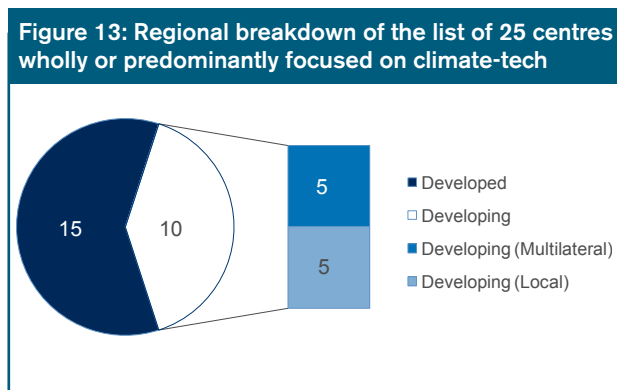 Figure 13: Regional breakdown of the list of 25 centres
wholly or predominantly focused on climate-tech
15
10
5
5
Developed
Developing
Developing (Multilateral)
Developing (Local)